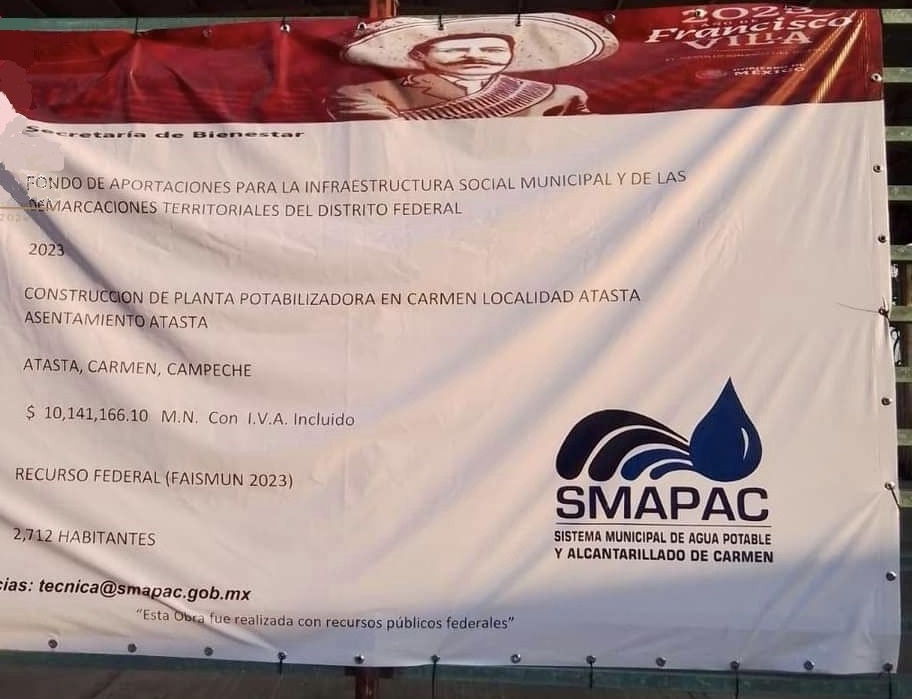 2023
Francisco
VILLA
GOBIERNO DE
MÉXICO
Secretaría de Bienestar
FONDO DE APORTACIONES PARA LA INFRAESTRUCTURA SOCIAL MUNICIPAL Y DE LAS
DEMARCACIONES TERRITORIALES DEL DISTRITO FEDERAL
2023
CONSTRUCCION DE PLANTA POTABILIZADORA EN CARMEN LOCALIDAD ATASTA
ASENTAMIENTO ATASTA
ATASTA, CARMEN, CAMPECHE
$ 10,141,166.10 M.N. Con I.V.A. Incluido
RECURSO FEDERAL (FAISMUN 2023)
2,712 HABITANTES
SMAPAC
SISTEMA MUNICIPAL DE AGUA POTABLE
Y ALCANTARILLADO DE CARMEN
cias: tecnica@smapac.gob.mx
"Esta Obra fue realizada con recursos públicos federales"